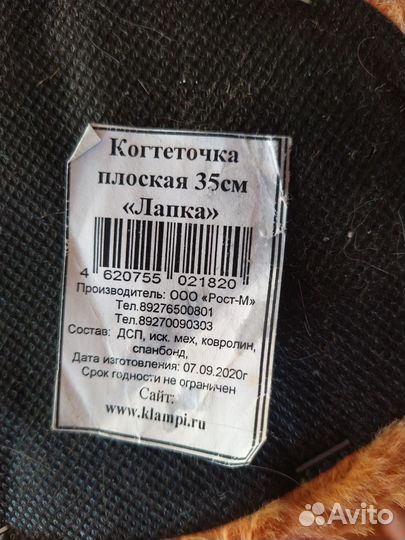 Когтеточка
плоская 35см
«Лапка»
4 620755 021820
Производитель: ООО «Рост-М»
Тел.89276500801
Тел.89270090303
Состав: ДСП, иск. мех, ковролин,
спанбонд,
Дата изготовления: 07.09.2020г
Срок годности не ограничен
Сайт:
www.klampi.ru
Avito